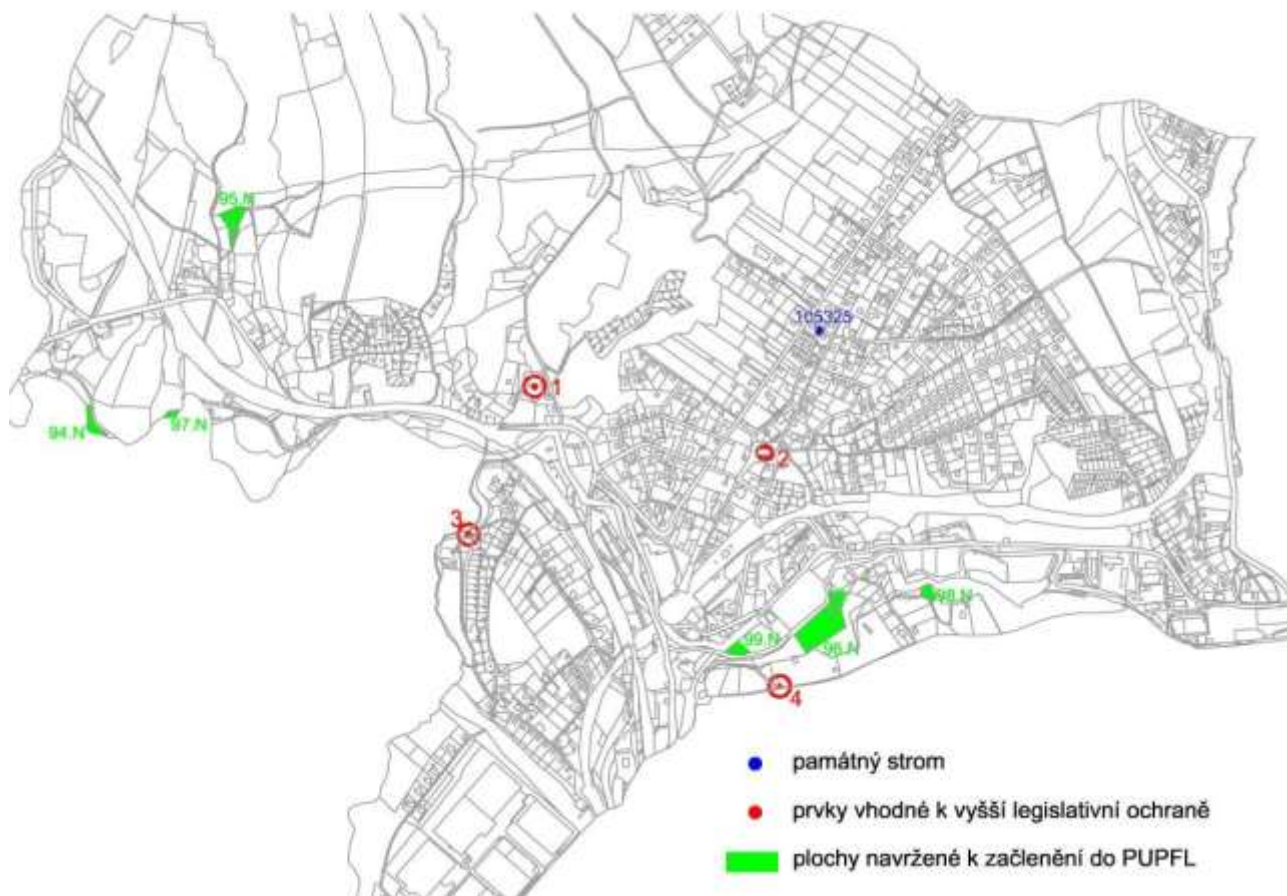 95.N
105325
1
94.N
97.N
2
3
98.N
99.N
96.N
4
památný strom
prvky vhodné k vyšší legislativní ochraně
plochy navržené k začlenění do PUPFL